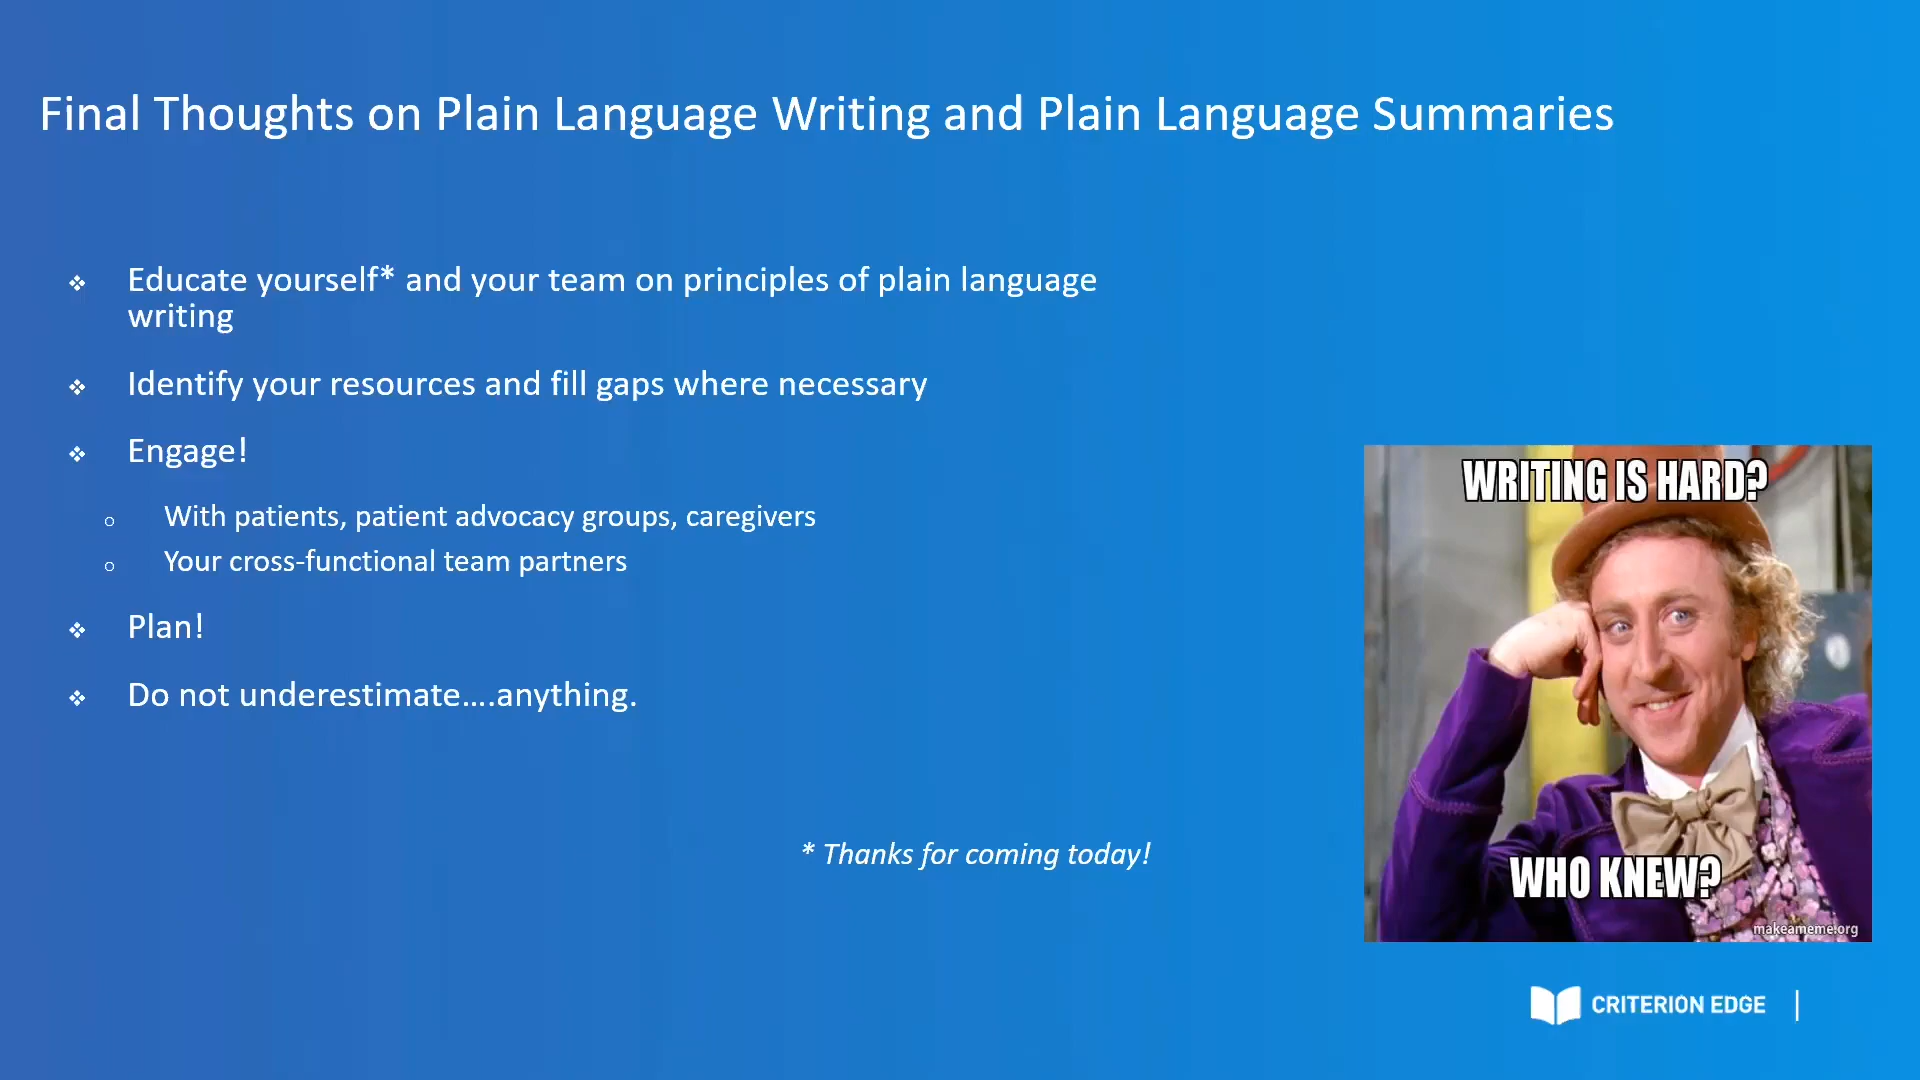 Final Thoughts on Plain Language Writing and Plain Language Summaries
❖ Educate yourself* and your team on principles of plain language
writing
❖ Identify your resources and fill gaps where necessary
❖ Engage!
○ With patients, patient advocacy groups, caregivers
○ Your cross-functional team partners
❖ Plan!
❖ Do not underestimate....anything.
* Thanks for coming today!
WRITING IS HARD?
WHO KNEW?
makeameme.org
CRITERION EDGE |